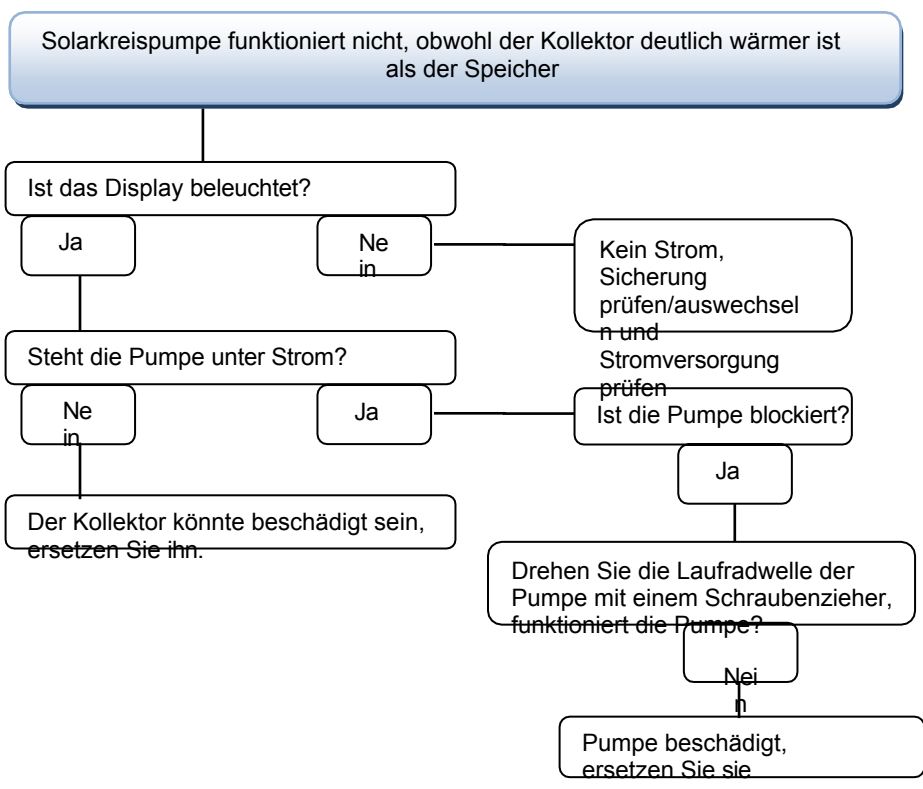 Solarkreispumpe funktioniert nicht, obwohl der Kollektor deutlich wärmer ist
als der Speicher
Ist das Display beleuchtet?
Ja
Ne
in
Kein Strom,
Sicherung
prüfen/auswechsel
n und
Stromversorgung
prüfen
Steht die Pumpe unter Strom?
Ne
in
Ja
Ist die Pumpe blockiert?
Ja
Der Kollektor könnte beschädigt sein,
ersetzen Sie ihn.
Drehen Sie die Laufradwelle der
Pumpe mit einem Schraubenzieher,
funktioniert die Pumpe?
Nei
n
Pumpe beschädigt,
ersetzen Sie sie